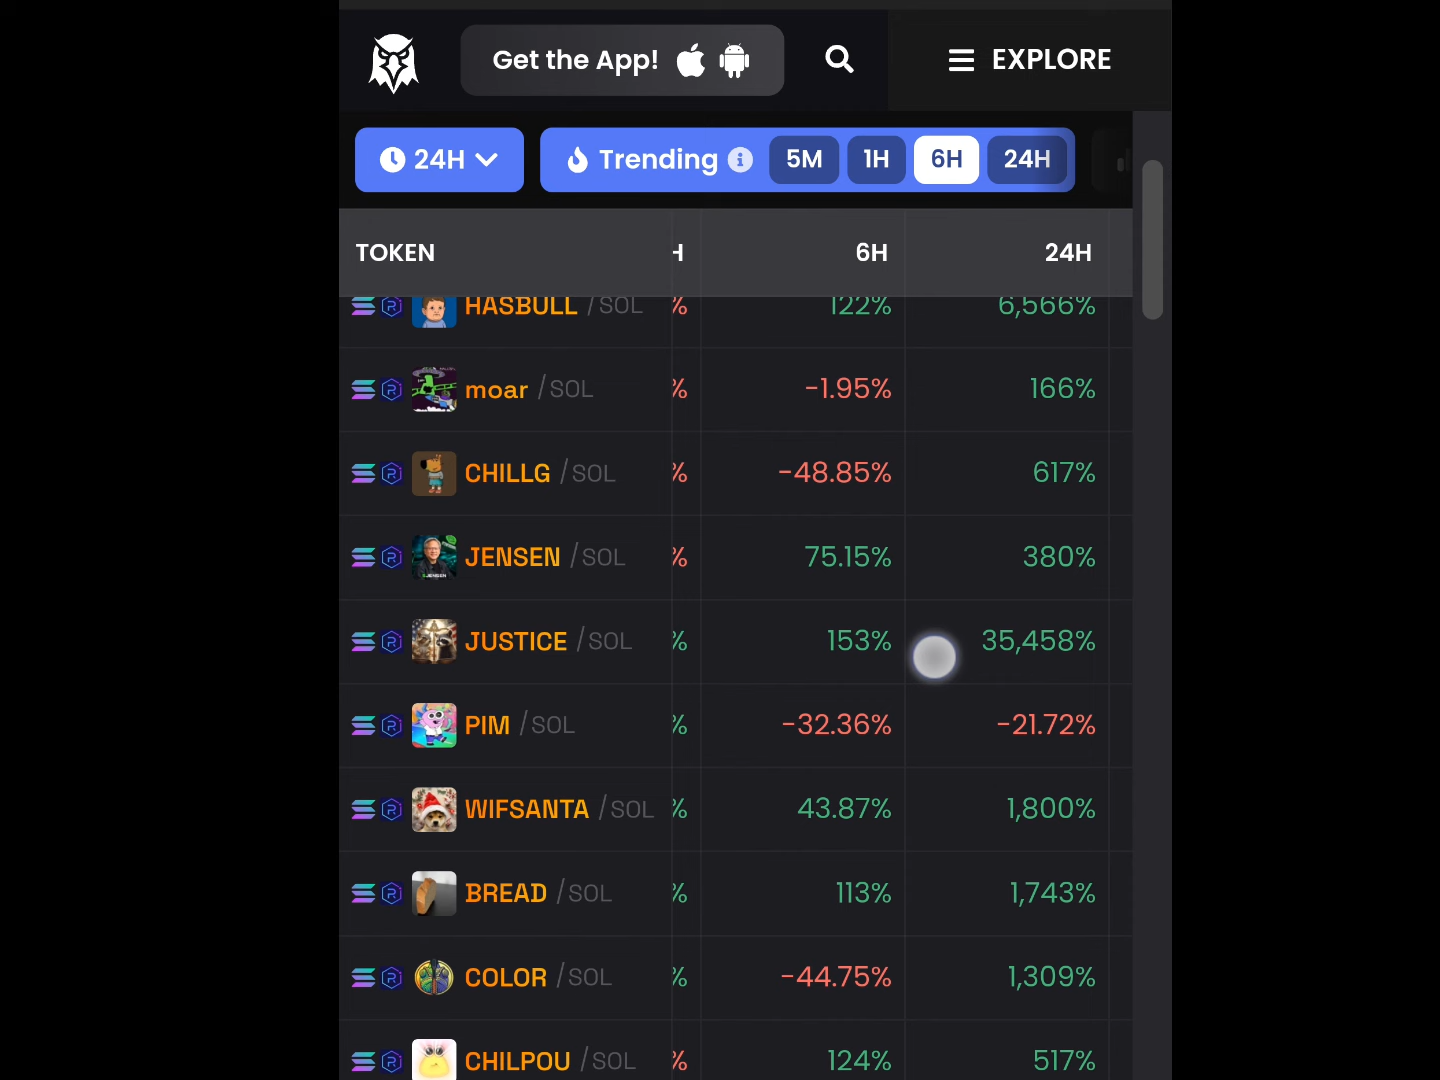 Get the App! EXPLORE
24H Trending 5M 1H 6H 24H
TOKEN H 6H 24H
HASBULL /SOL % 122% 6,566%
moar /SOL % -1.95% 166%
CHILLG /SOL % -48.85% 617%
JENSEN /SOL % 75.15% 380%
JUSTICE /SOL % 153% 35,458%
PIM /SOL % -32.36% -21.72%
WIFSANTA /SOL % 43.87% 1,800%
BREAD /SOL % 113% 1,743%
COLOR /SOL % -44.75% 1,309%
CHILPOU /SOL % 124% 517%